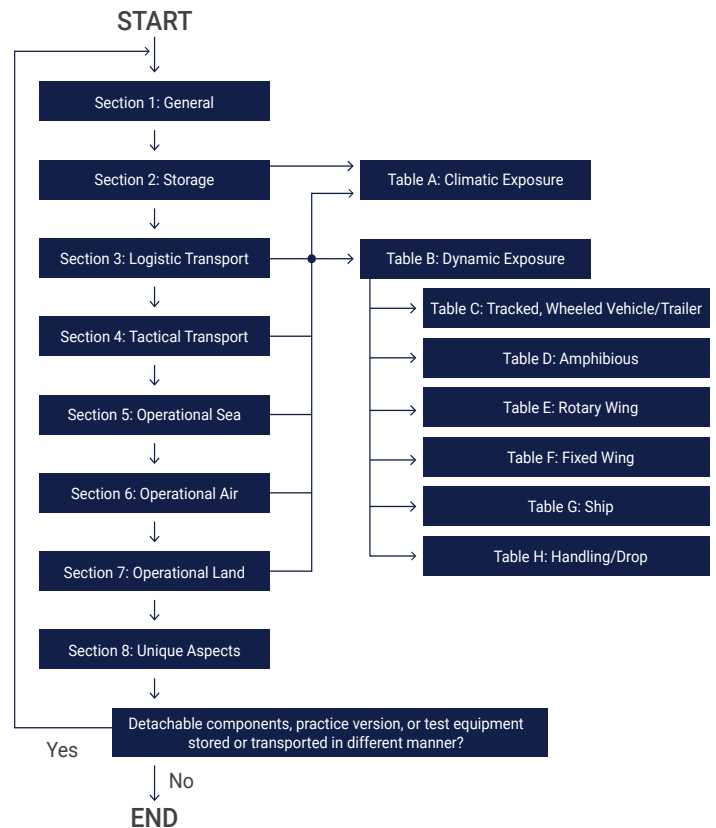 START
Section 1: General
Section 2: Storage
Table A: Climatic Exposure
Section 3: Logistic Transport
Table B: Dynamic Exposure
Table C: Tracked, Wheeled Vehicle/Trailer
Section 4: Tactical Transport
Table D: Amphibious
Section 5: Operational Sea
Table E: Rotary Wing
Table F: Fixed Wing
Section 6: Operational Air
Table G: Ship
Table H: Handling/Drop
Section 7: Operational Land
Section 8: Unique Aspects
Detachable components, practice version, or test equipment
stored or transported in different manner?
Yes
No
END